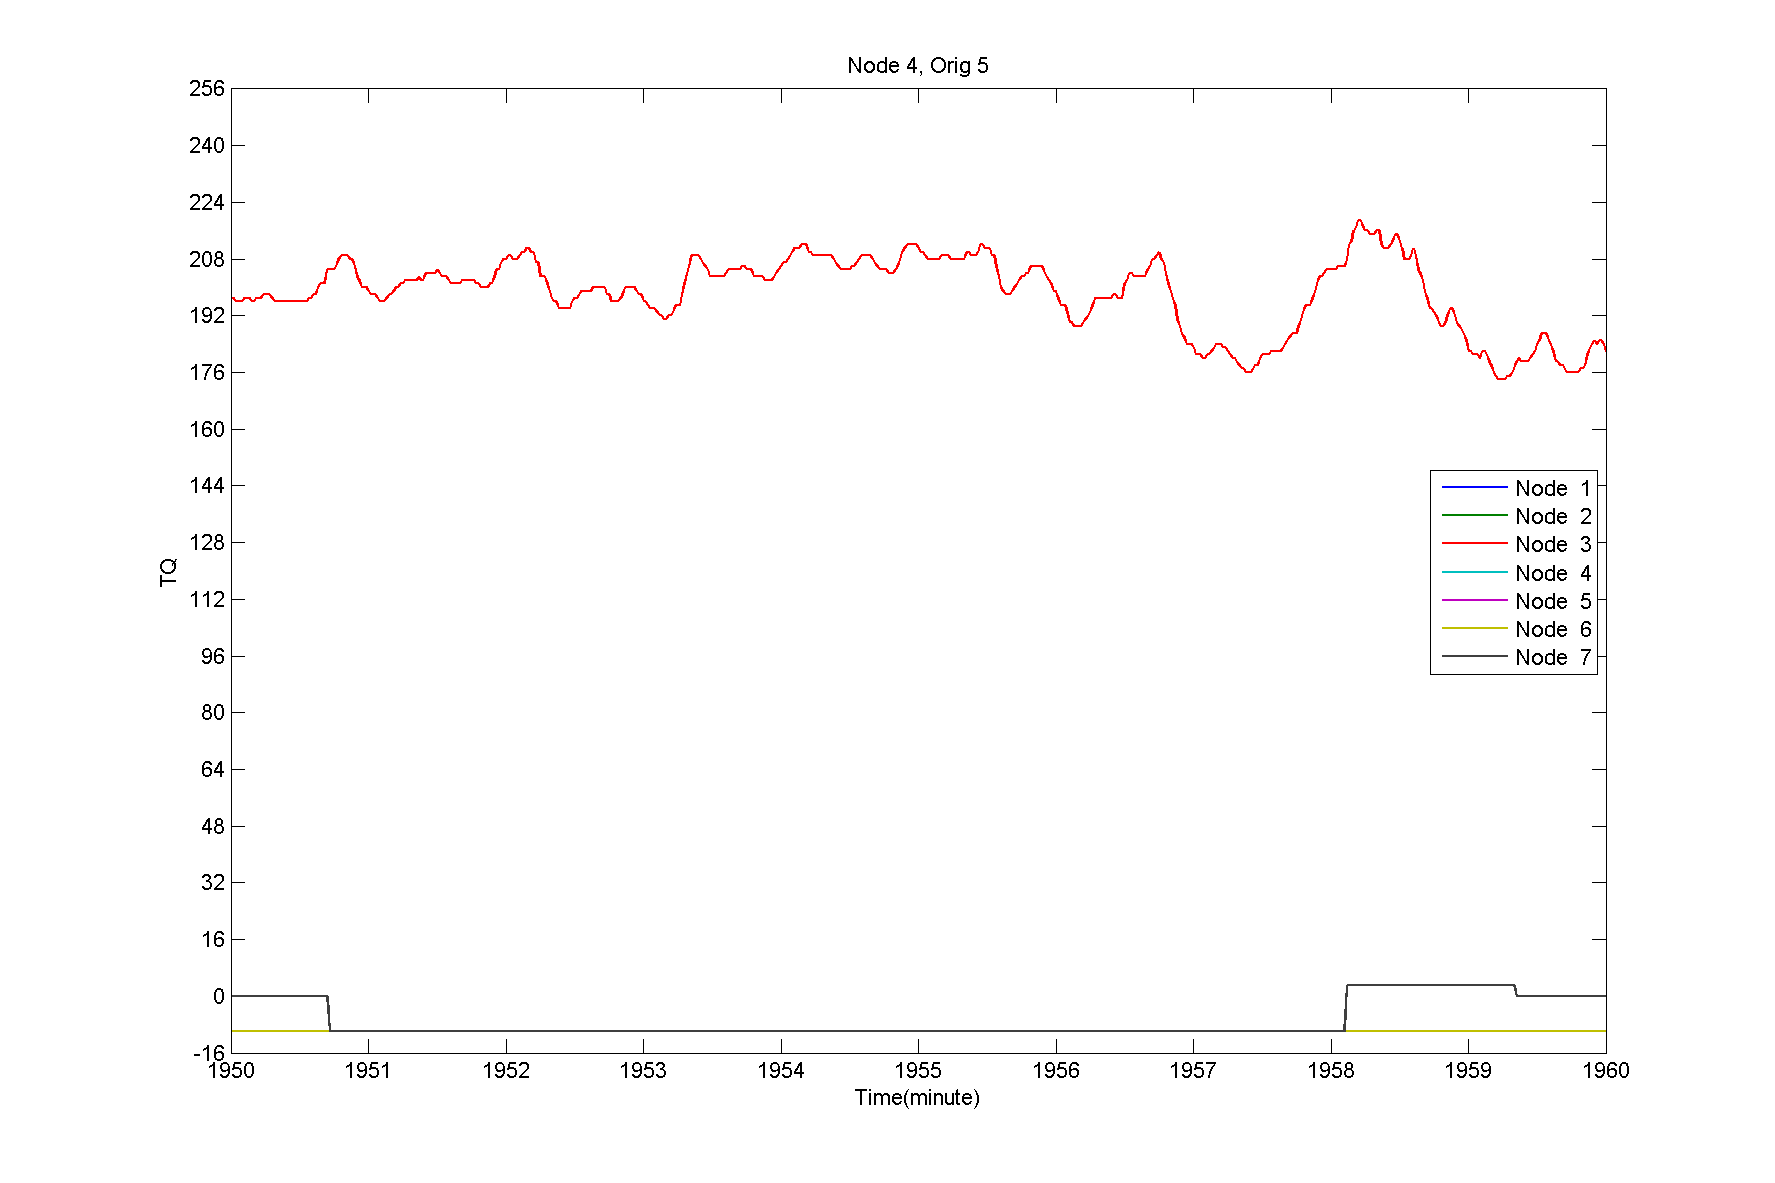 Node 4, Orig 5
256
240
224
208
192
176
160
144
128
112
96
80
64
48
32
16
0
-16
TQ
Node 1
Node 2
Node 3
Node 4
Node 5
Node 6
Node 7
1950 1951 1952 1953 1954 1955 1956 1957 1958 1959 1960
Time(minute)